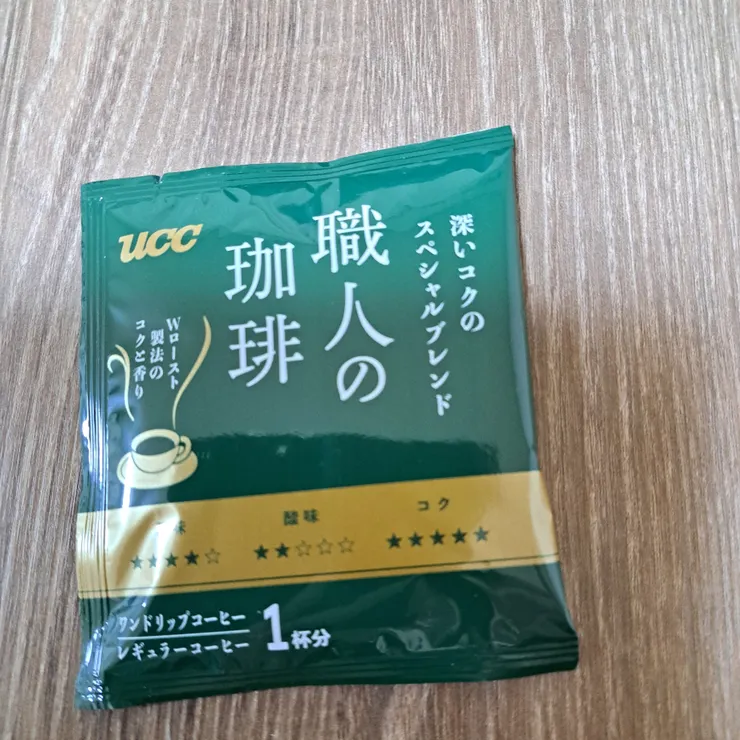 UCC
深いコクの
スペシャルブレンド
職人の
珈琲
Wロースト
製法の
コクと香り
味 ★★★★☆
酸味 ★★☆☆☆
コク ★★★★★
ワンドリップコーヒー
レギュラーコーヒー
1杯分